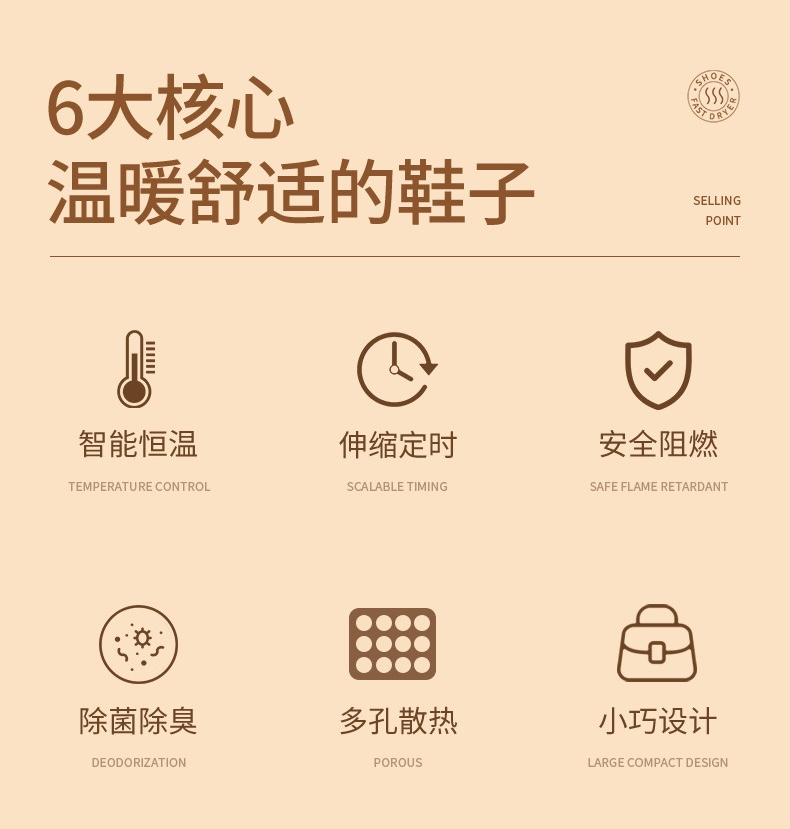 6大核心
温暖舒适的鞋子
SHOES
FAST DRYER
SELLING
POINT
智能恒温
伸缩定时
安全阻燃
TEMPERATURE CONTROL
SCALABLE TIMING
SAFE FLAME RETARDANT
除菌除臭
多孔散热
小巧设计
DEODORIZATION
POROUS
LARGE COMPACT DESIGN